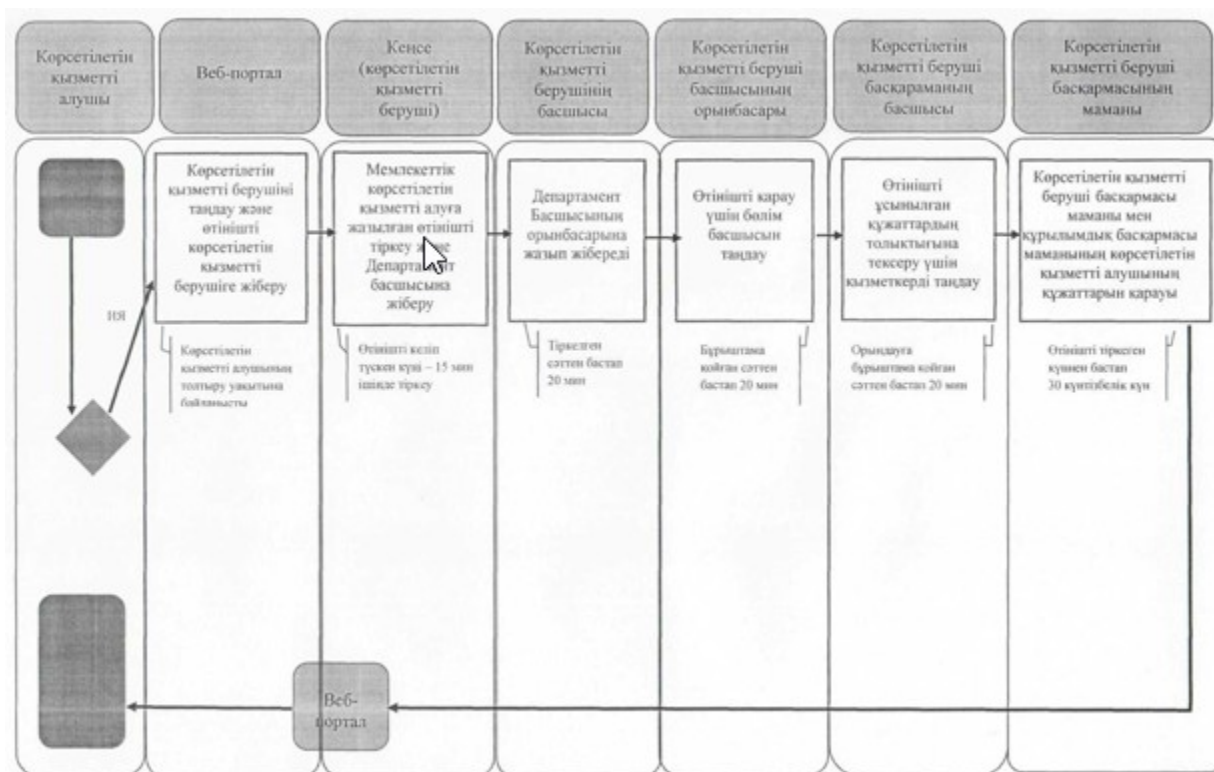 Көрсетілетін
қызметті
алушы
Веб-портал
Кеңсе
(көрсетілетін
қызметті
беруші)
Көрсетілетін
қызметті
берушінің
басшысы
Көрсетілетін
қызметті беруші
басшысының
орынбасары
Көрсетілетін
қызметті беруші
басқараманың
басшысы
Көрсетілетін
қызметті беруші
басқармасының
маманы
Көрсетілетін
қызметті берушіні
таңдау және
өтінішті
көрсетілетін
қызметті
берушіге жіберу
Мемлекеттік
көрсетілетін
қызметті алуға
жазылған өтінішті
тіркеу және
Департамент
басшысына
жіберу
Департамент
Басшысының
орынбасарына
жазып жібереді
Өтінішті қарау
үшін бөлім
басшысын
таңдау
Өтінішті
ұсынылған
құжаттардың
толықтығына
тексеру үшін
қызметкерді таңдау
Көрсетілетін қызметті
беруші басқармасы
маманы мен
құрылымдық басқармасы
маманының көрсетілетін
қызметті алушының
құжаттарын қарауы
ИЯ
Көрсетілетін
қызметті алушының
толтыру уақытына
байланысты
Өтінішті келіп
түскен күні – 15 мин
ішінде тіркеу
Тіркелген
сәттен бастап
20 мин
Бұрыштама
қойған сәттен
бастап 20 мин
Орындауға
бұрыштама қойған
сәттен бастап 20 мин
Өтінішті тіркеген
күннен бастап
30 күнтізбелік күн
Веб-
портал